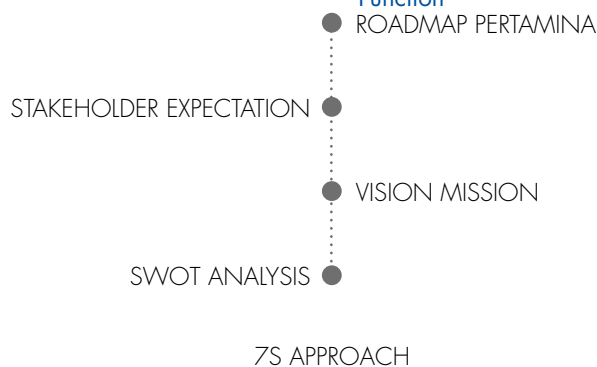 Function
ROADMAP PERTAMINA
STAKEHOLDER EXPECTATION
VISION MISSION
SWOT ANALYSIS
7S APPROACH